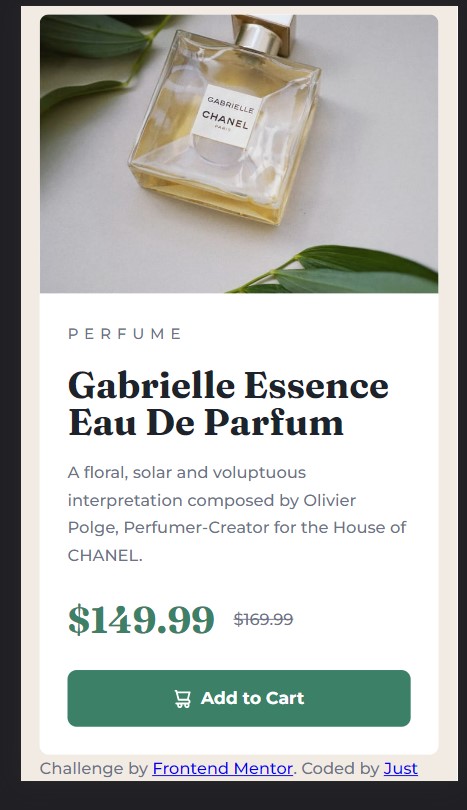 GABRIELLE
CHANEL
PARIS
PERFUME
Gabrielle Essence
Eau De Parfum
A floral, solar and voluptuous
interpretation composed by Olivier
Polge, Perfumer-Creator for the House of
CHANEL.
$149.99 $169.99
Add to Cart
Challenge by Frontend Mentor. Coded by Just